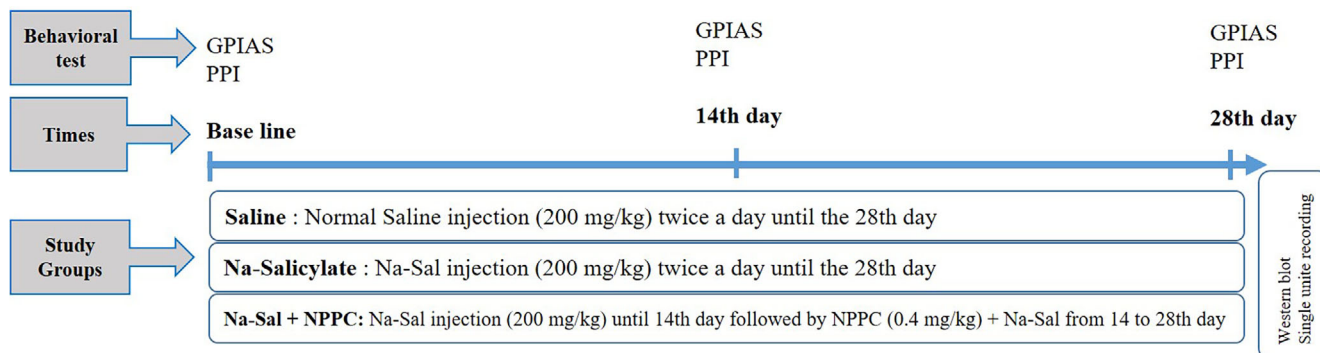 Behavioral
test
GPIAS
PPI
GPIAS
PPI
GPIAS
PPI
Times
Base line
14th day
28th day
Study
Groups
Saline : Normal Saline injection (200 mg/kg) twice a day until the 28th day
Na-Salicylate : Na-Sal injection (200 mg/kg) twice a day until the 28th day
Na-Sal + NPPC: Na-Sal injection (200 mg/kg) until 14th day followed by NPPC (0.4 mg/kg) + Na-Sal from 14 to 28th day
Western blot
Single unite recording